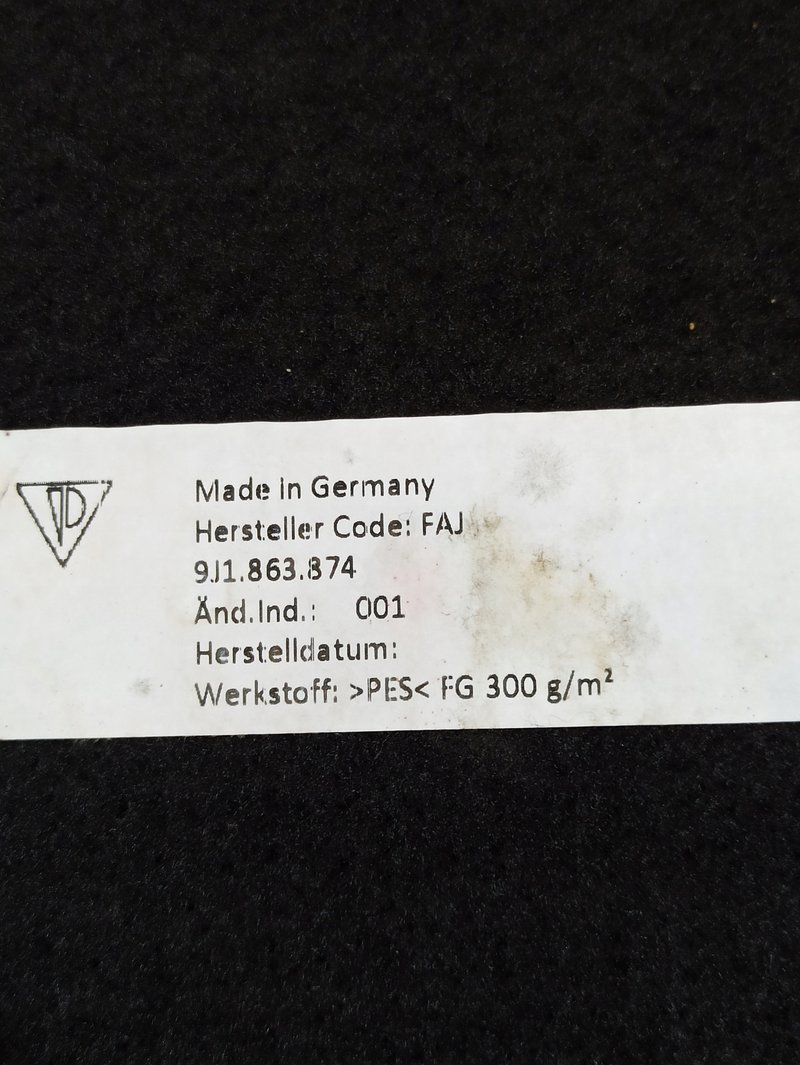 Made in Germany
Hersteller Code: FAJ
9J1.863.874
Änd.Ind.: 001
Herstelldatum:
Werkstoff: >PES< FG 300 g/m²